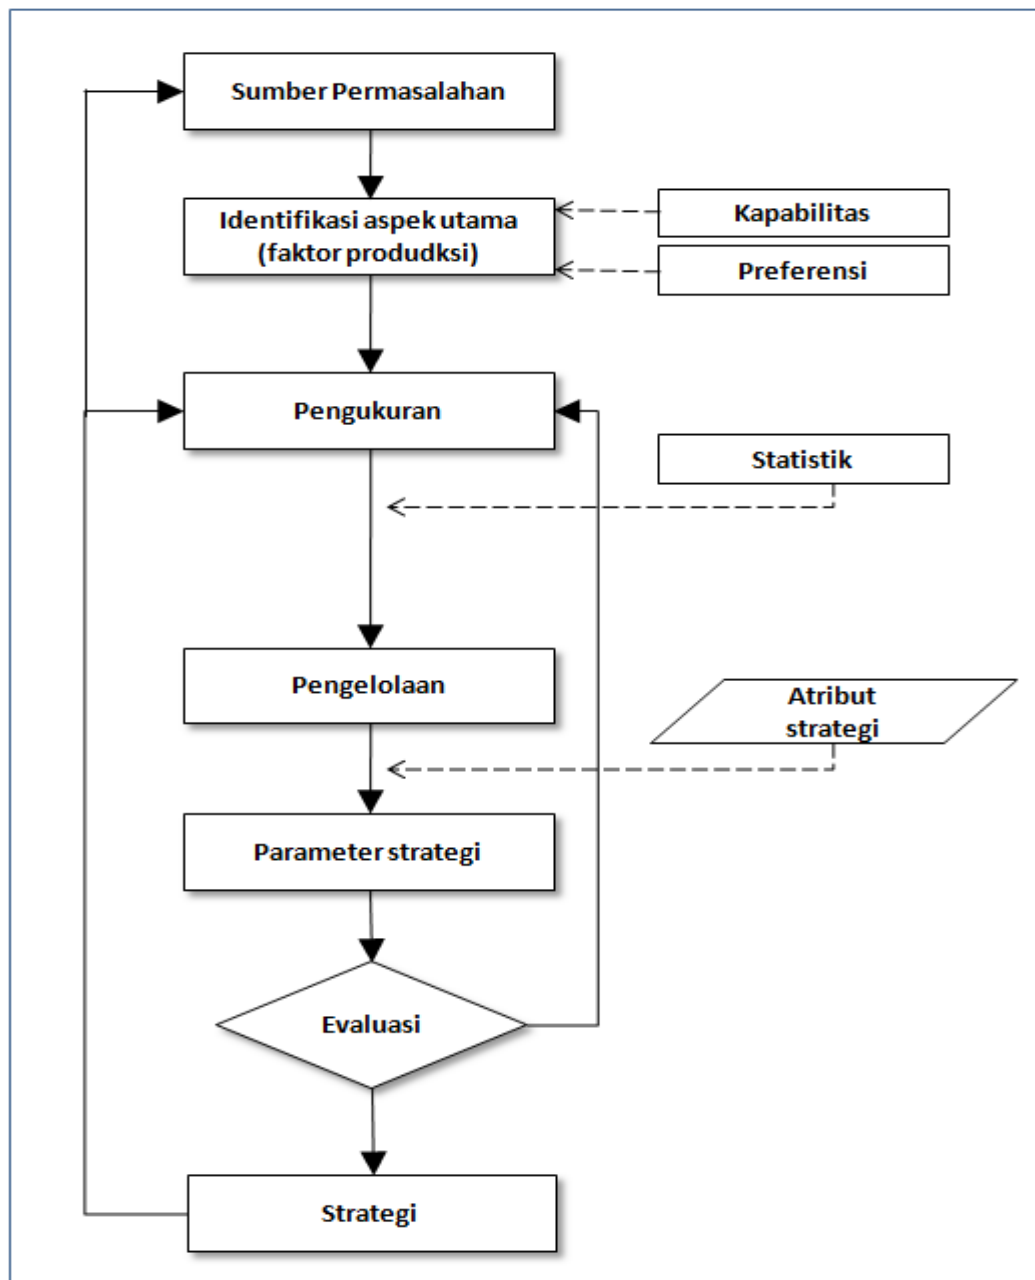 Sumber Permasalahan
Identifikasi aspek utama
(faktor produdksi)
Kapabilitas
Preferensi
Pengukuran
Statistik
Pengelolaan
Atribut
strategi
Parameter strategi
Evaluasi
Strategi